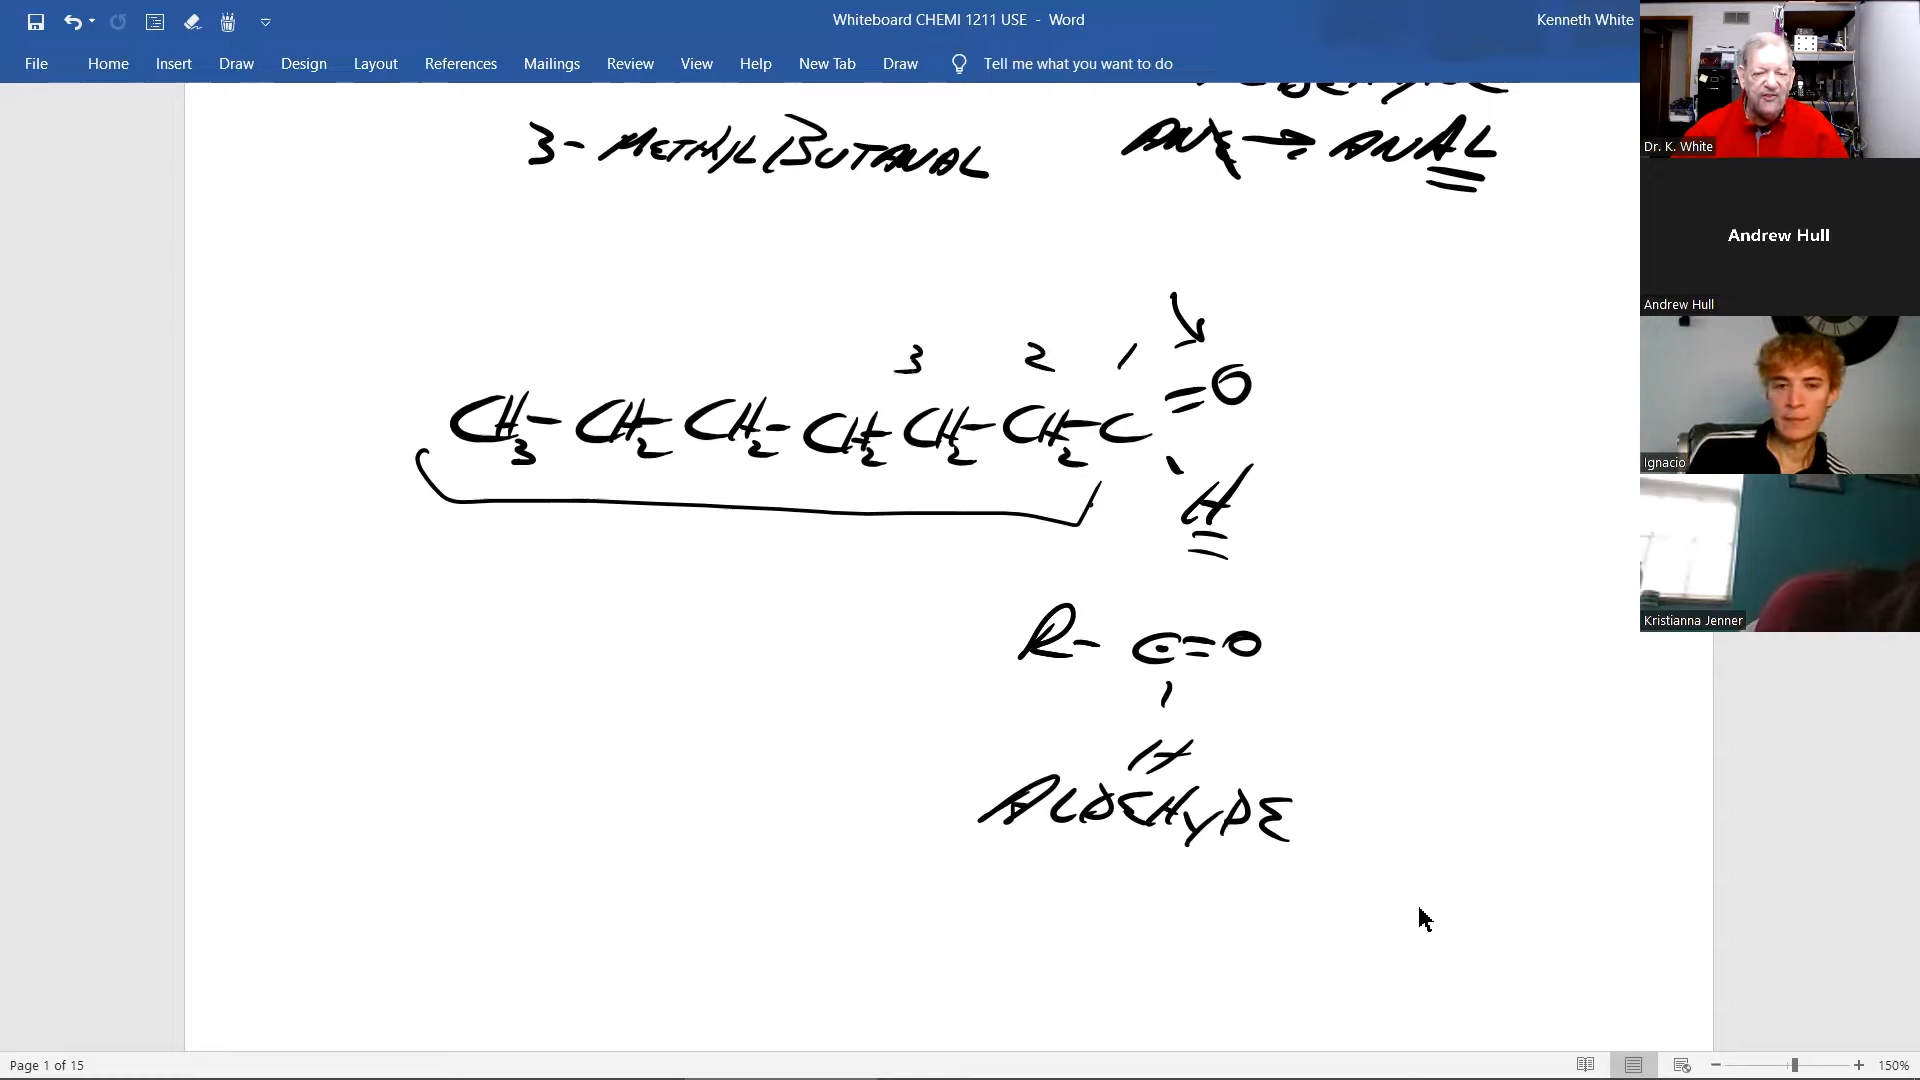 Whiteboard CHEMI 1211 USE - Word
Kenneth White
File Home Insert Draw Design Layout References Mailings Review View Help New Tab Draw Tell me what you want to do
3-METHYLBUTANAL
ANE → ANAL
3 2 1
CH3-CH2-CH2-CH2-CH2-CH2-C
=O
H
R-C=O
H
ALDEHYDE
Dr. K. White
Andrew Hull
Andrew Hull
Ignacio
Kristianna Jenner
Page 1 of 15
150%